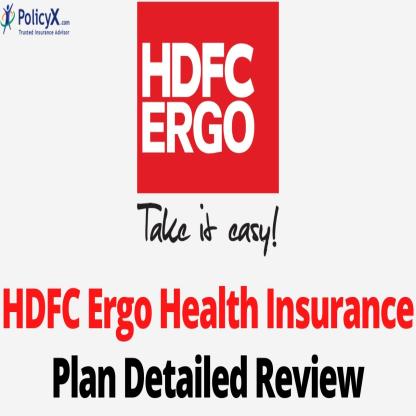 PolicyX.com
Trusted Insurance Advisor
HDFC
ERGO
Take it easy!
HDFC Ergo Health Insurance
Plan Detailed Review